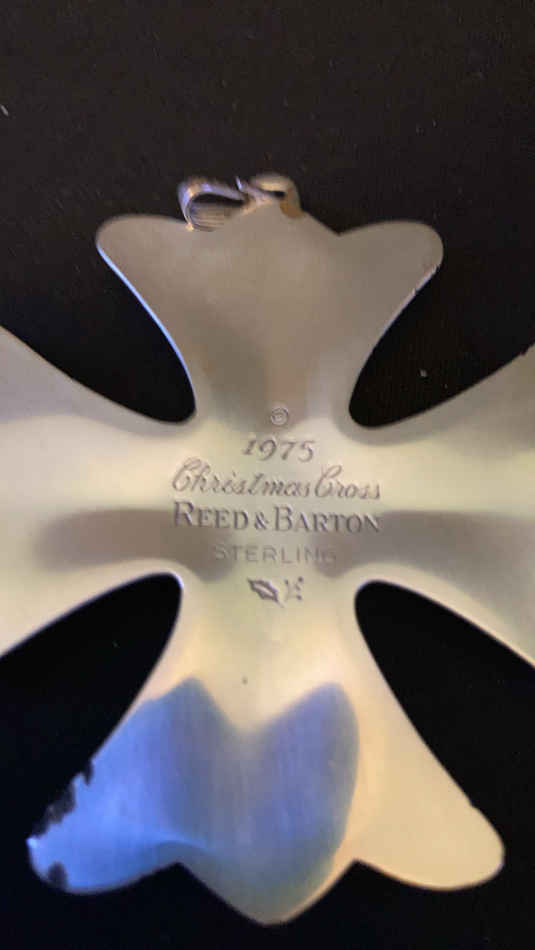 ©
1975
Christmas Cross
REED & BARTON
STERLING